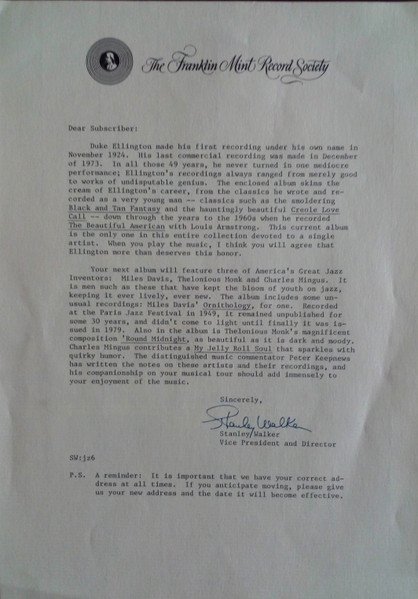 The Franklin Mint Record Society
Dear Subscriber:
Duke Ellington made his first recording under his own name in
November 1924. His last commercial recording was made in December
of 1973. In all those 49 years, he never turned in one mediocre
performance; Ellington's recordings always ranged from merely good
to works of undisputable genius. The enclosed album skims the
cream of Ellington's career, from the classics he wrote and re-
corded as a very young man -- classics such as the smoldering
Black and Tan Fantasy and the hauntingly beautiful Creole Love
Call -- down through the years to the 1960s when he recorded
The Beautiful American with Louis Armstrong. This current album
is the only one in this entire collection devoted to a single
artist. When you play the music, I think you will agree that
Ellington more than deserves this honor.
Your next album will feature three of America's Great Jazz
Inventors: Miles Davis, Thelonious Monk and Charles Mingus. It
is men such as these that have kept the bloom of youth on jazz,
keeping it ever lively, ever new. The album includes some un-
usual recordings; Miles Davis' Ornithology, for one. Recorded
at the Paris Jazz Festival in 1949, it remained unpublished for
some 30 years, and didn't come to light until finally it was is-
sued in 1979. Also in the album is Thelonious Monk's magnificent
composition 'Round Midnight, as beautiful as it is dark and moody.
Charles Mingus contributes a My Jelly Roll Soul that sparkles with
quirky humor. The distinguished music commentator Peter Keepnews
has written the notes on these artists and their recordings, and
his companionship on your musical tour should add immensely to
your enjoyment of the music.
Sincerely,
Stanley Walker
Stanley Walker
Vice President and Director
SW:jz6
P.S. A reminder: It is important that we have your correct ad-
dress at all times. If you anticipate moving, please give
us your new address and the date it will become effective.